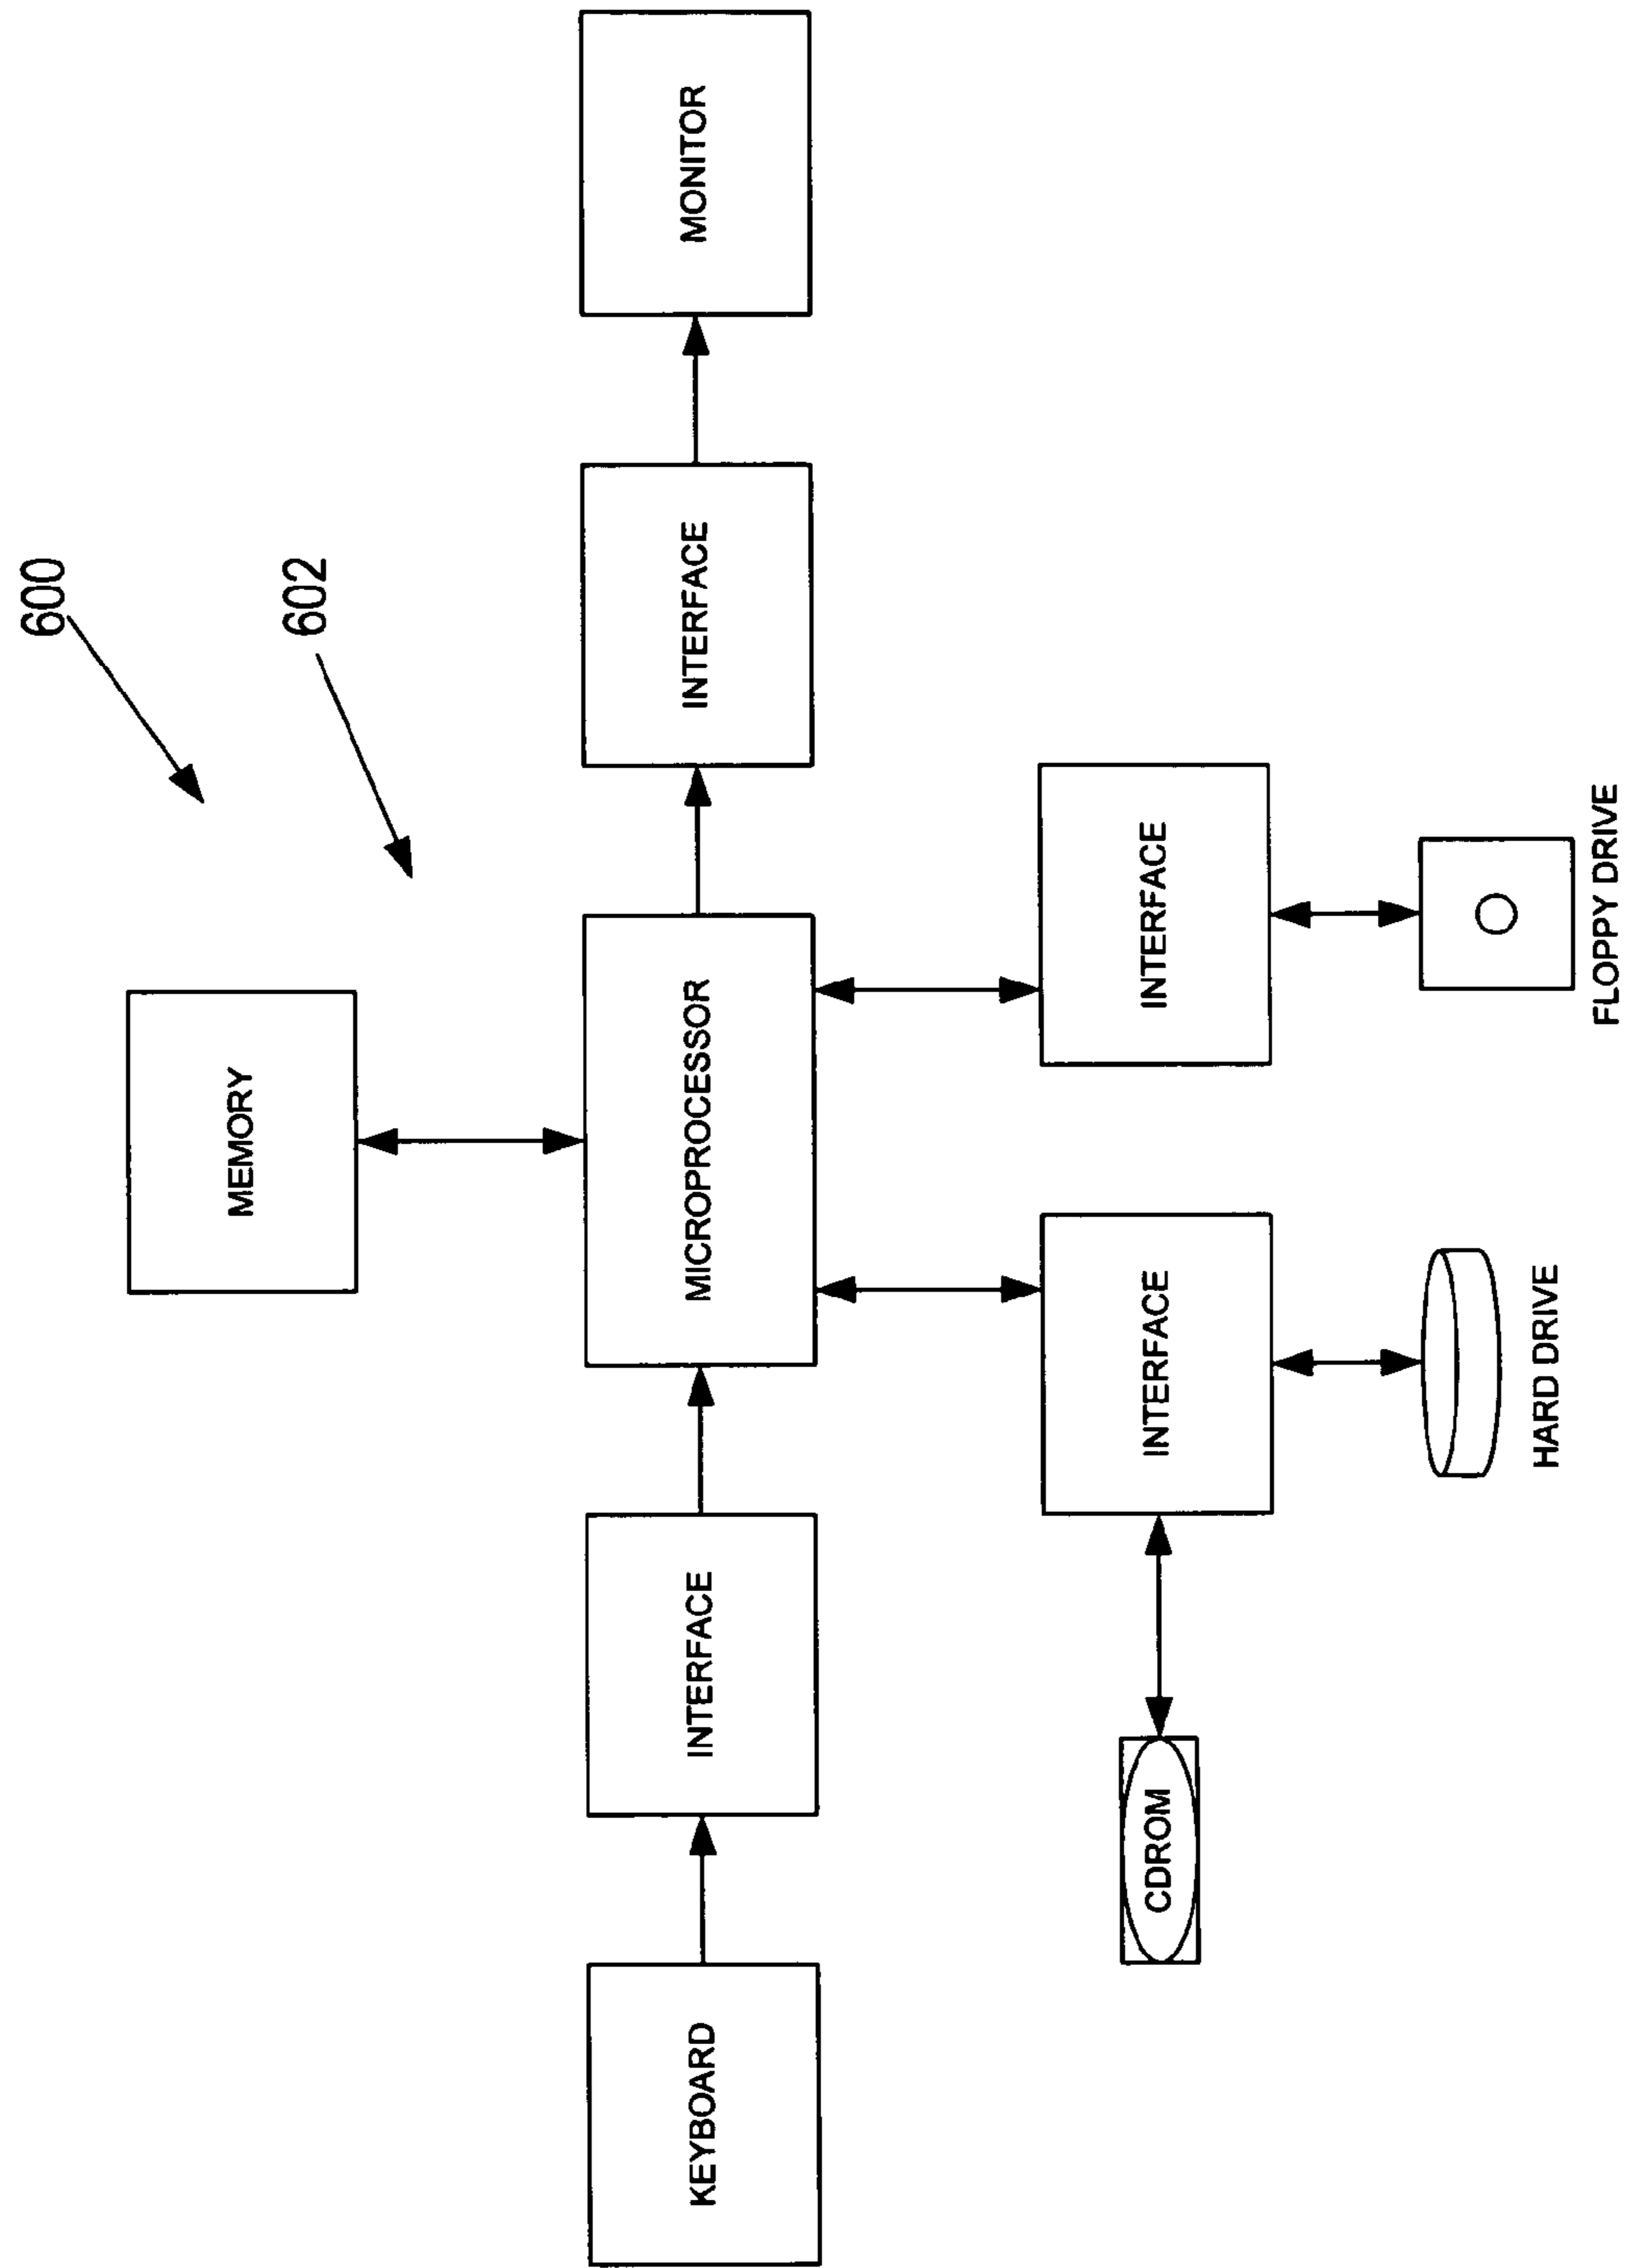 600
602
MEMORY
KEYBOARD
INTERFACE
MICROPROCESSOR
INTERFACE
MONITOR
CDROM
INTERFACE
INTERFACE
HARD DRIVE
FLOPPY DRIVE